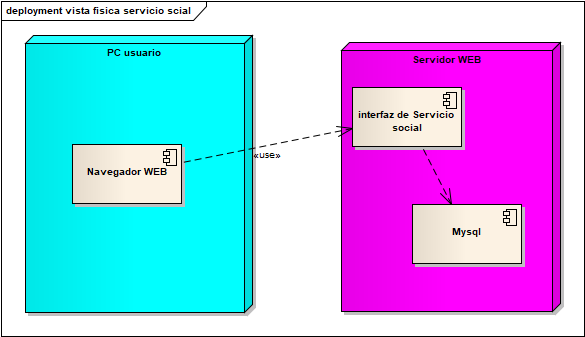 deployment vista fisica servicio scial
PC usuario
Servidor WEB
interfaz de Servicio
social
Navegador WEB
«use»
Mysql